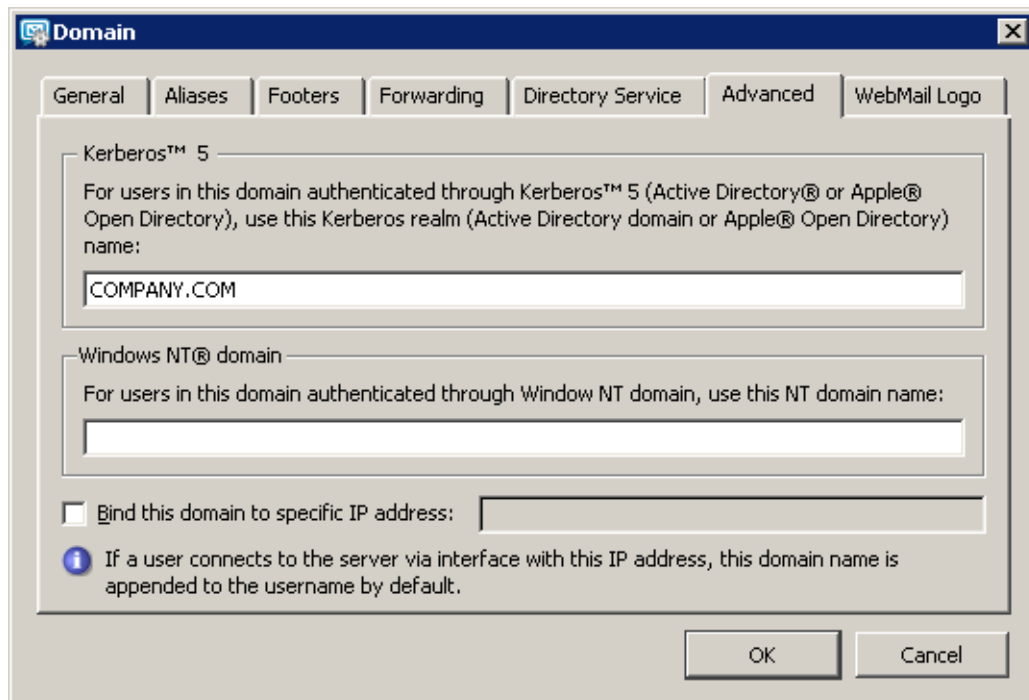 Domain
General Aliases Footers Forwarding Directory Service Advanced WebMail Logo
Kerberos™ 5
For users in this domain authenticated through Kerberos™ 5 (Active Directory® or Apple®
Open Directory), use this Kerberos realm (Active Directory domain or Apple® Open Directory)
name:
COMPANY.COM
Windows NT® domain
For users in this domain authenticated through Window NT domain, use this NT domain name:
Bind this domain to specific IP address:
If a user connects to the server via interface with this IP address, this domain name is
appended to the username by default.
OK Cancel